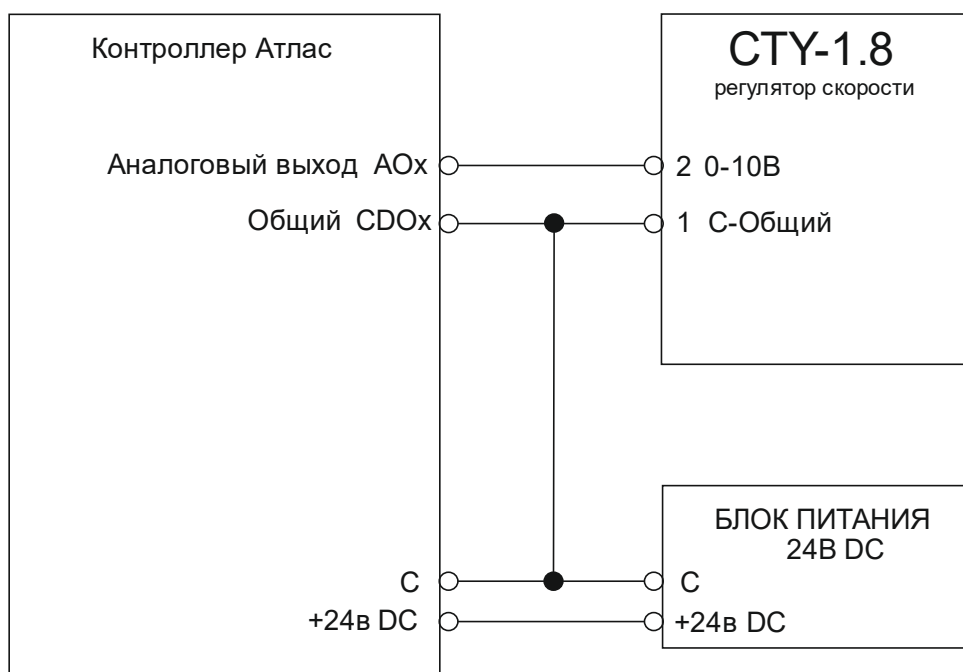 Контроллер Атлас
СТУ-1.8
регулятор скорости
Аналоговый выход AOx
2 0-10В
Общий CDOx
1 С-Общий
БЛОК ПИТАНИЯ
24В DC
C
C
+24в DC
+24в DC